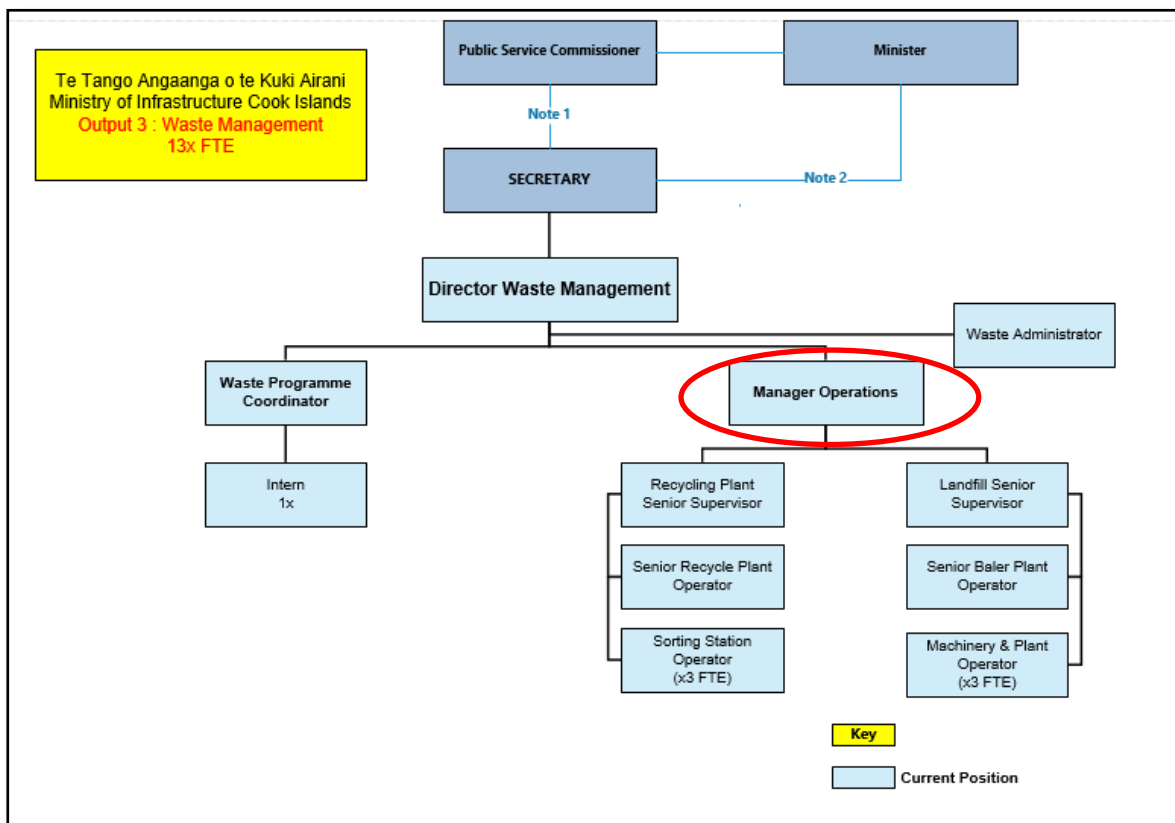 Te Tango Angaanga o te Kuki Airani
Ministry of Infrastructure Cook Islands
Output 3 : Waste Management
13x FTE
Public Service Commissioner
Minister
Note 1
SECRETARY
Note 2
Director Waste Management
Waste Administrator
Waste Programme
Coordinator
Manager Operations
Intern
1x
Recycling Plant
Senior Supervisor
Landfill Senior
Supervisor
Senior Recycle Plant
Operator
Senior Baler Plant
Operator
Sorting Station
Operator
(x3 FTE)
Machinery & Plant
Operator
(x3 FTE)
Key
Current Position